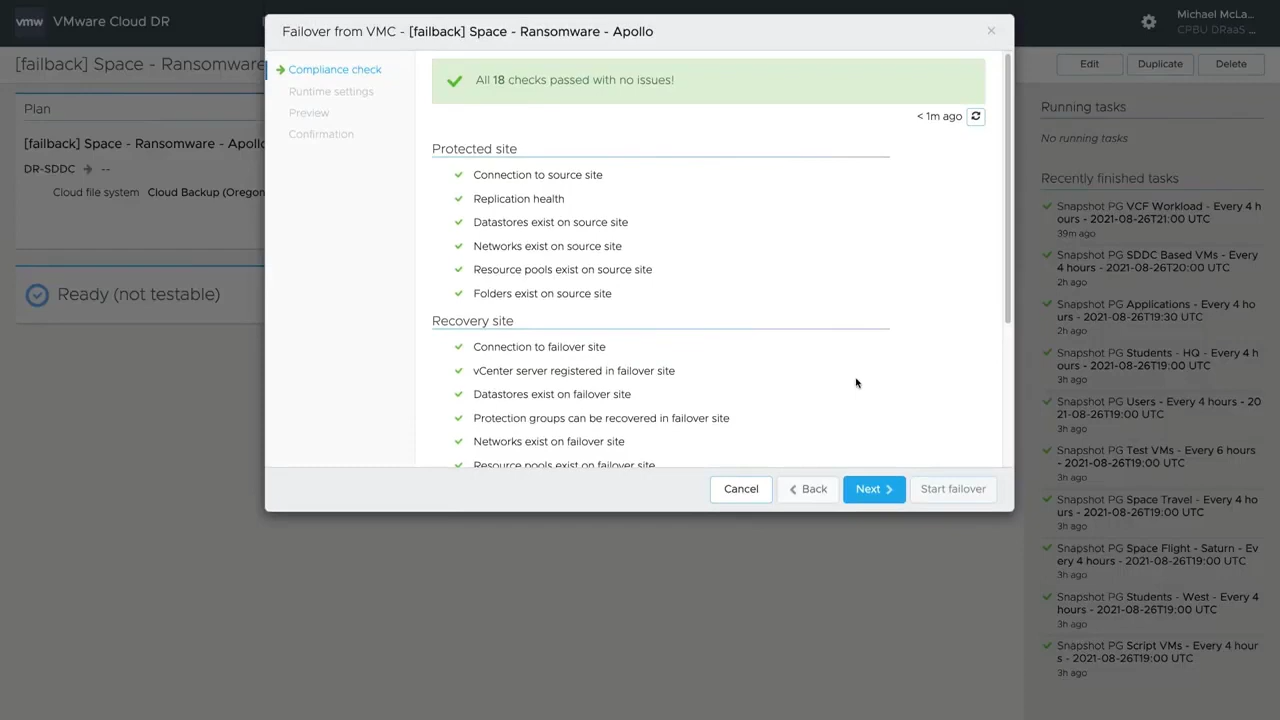 vmw VMware Cloud DR
Michael McLa...
CPBU DRaaS ...
[failback] Space - Ransomware
Edit
Duplicate
Delete
Plan
[failback] Space - Ransomware - Apollo
DR-SDDC → --
Cloud file system Cloud Backup (Oregon
Ready (not testable)
Failover from VMC - [failback] Space - Ransomware - Apollo
Compliance check
Runtime settings
Preview
Confirmation
All 18 checks passed with no issues!
< 1m ago
Protected site
Connection to source site
Replication health
Datastores exist on source site
Networks exist on source site
Resource pools exist on source site
Folders exist on source site
Recovery site
Connection to failover site
vCenter server registered in failover site
Datastores exist on failover site
Protection groups can be recovered in failover site
Networks exist on failover site
Resource pools exist on failover site
Cancel
Back
Next
Start failover
Running tasks
No running tasks
Recently finished tasks
Snapshot PG VCF Workload - Every 4 h
ours - 2021-08-26T21:00 UTC
39m ago
Snapshot PG SDDC Based VMs - Every
4 hours - 2021-08-26T20:00 UTC
2h ago
Snapshot PG Applications - Every 4 ho
urs - 2021-08-26T19:30 UTC
2h ago
Snapshot PG Students - HQ - Every 4 h
ours - 2021-08-26T19:00 UTC
3h ago
Snapshot PG Users - Every 4 hours - 20
21-08-26T19:00 UTC
3h ago
Snapshot PG Test VMs - Every 6 hours
- 2021-08-26T19:00 UTC
3h ago
Snapshot PG Space Travel - Every 4 ho
urs - 2021-08-26T19:00 UTC
3h ago
Snapshot PG Space Flight - Saturn - Ev
ery 4 hours - 2021-08-26T19:00 UTC
3h ago
Snapshot PG Students - West - Every 4
hours - 2021-08-26T19:00 UTC
3h ago
Snapshot PG Script VMs - Every 4 hour
s - 2021-08-26T19:00 UTC
3h ago